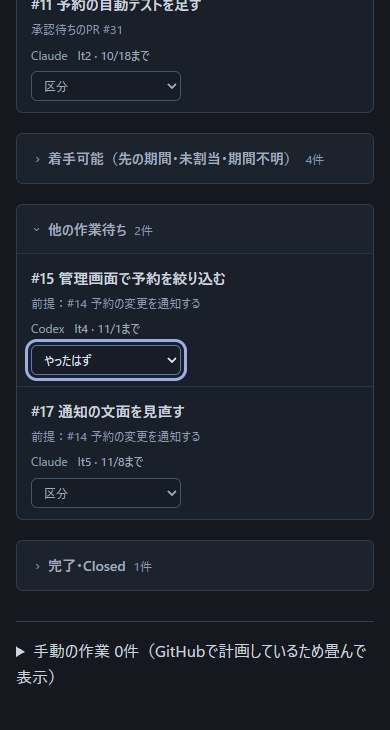 #11 予約の自動テストを足す
承認待ちのPR #31
Claude It2・10/18まで
区分
着手可能（先の期間・未割当・期間不明） 4件
他の作業待ち 2件
#15 管理画面で予約を絞り込む
前提：#14 予約の変更を通知する
Codex It4・11/1まで
やったはず
#17 通知の文面を見直す
前提：#14 予約の変更を通知する
Claude It5・11/8まで
区分
完了・Closed 1件
▶ 手動の作業 0件（GitHubで計画しているため畳んで
表示）